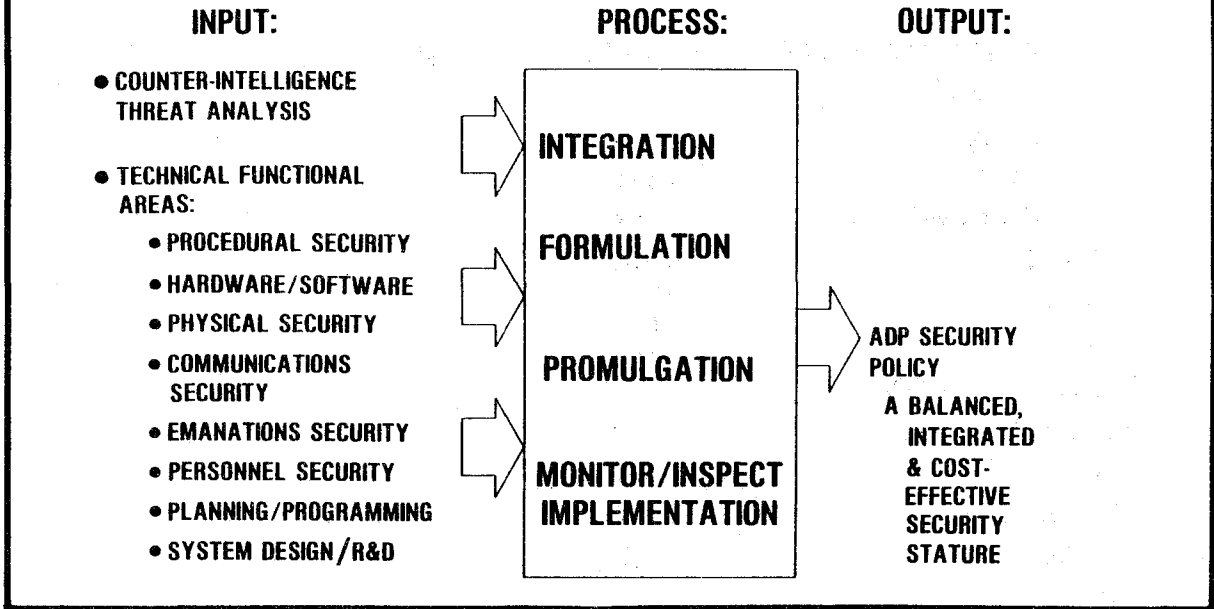 INPUT:
• COUNTER-INTELLIGENCE
THREAT ANALYSIS
• TECHNICAL FUNCTIONAL
AREAS:
• PROCEDURAL SECURITY
• HARDWARE/SOFTWARE
• PHYSICAL SECURITY
• COMMUNICATIONS
SECURITY
• EMANATIONS SECURITY
• PERSONNEL SECURITY
• PLANNING/PROGRAMMING
• SYSTEM DESIGN/R&D
PROCESS:
INTEGRATION
FORMULATION
PROMULGATION
MONITOR/INSPECT
IMPLEMENTATION
OUTPUT:
ADP SECURITY
POLICY
A BALANCED,
INTEGRATED
& COST-
EFFECTIVE
SECURITY
STATURE